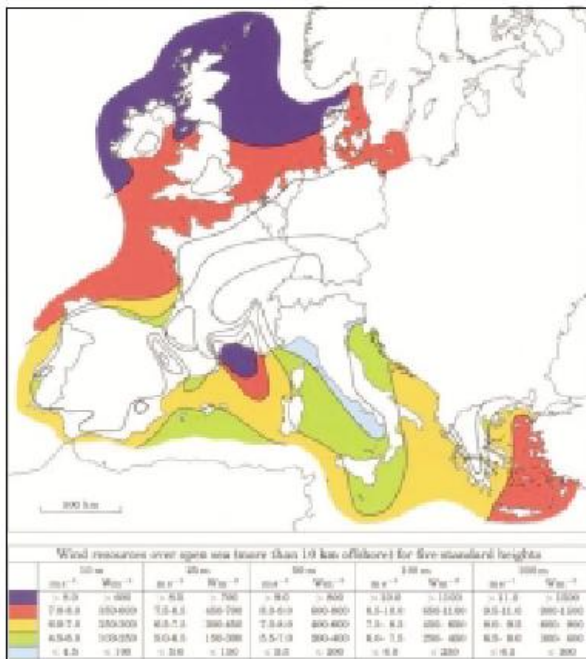 500 km
Wind resources over open sea (more than 10 km offshore) for five standard heights
10 m 25 m 50 m 100 m 200 m
ms⁻¹ Wm⁻² ms⁻¹ Wm⁻² ms⁻¹ Wm⁻² ms⁻¹ Wm⁻² ms⁻¹ Wm⁻²
> 8.0 > 600 > 8.5 > 700 > 9.0 > 800 > 10.0 > 1100 > 11.0 > 1500
7.0-8.0 350-600 7.5-8.5 450-700 8.0-9.0 600-800 8.5-10.0 650-1100 9.5-11.0 900-1500
6.0-7.0 250-300 6.5-7.5 300-450 7.0-8.0 400-600 7.5- 8.5 450- 650 8.0- 9.5 600- 900
4.5-6.0 100-250 5.0-6.5 150-300 5.5-7.0 200-400 6.0- 7.5 250- 450 6.5- 8.0 300- 600
< 4.5 < 100 < 5.0 < 150 < 5.5 < 200 < 6.0 < 250 < 6.5 < 300